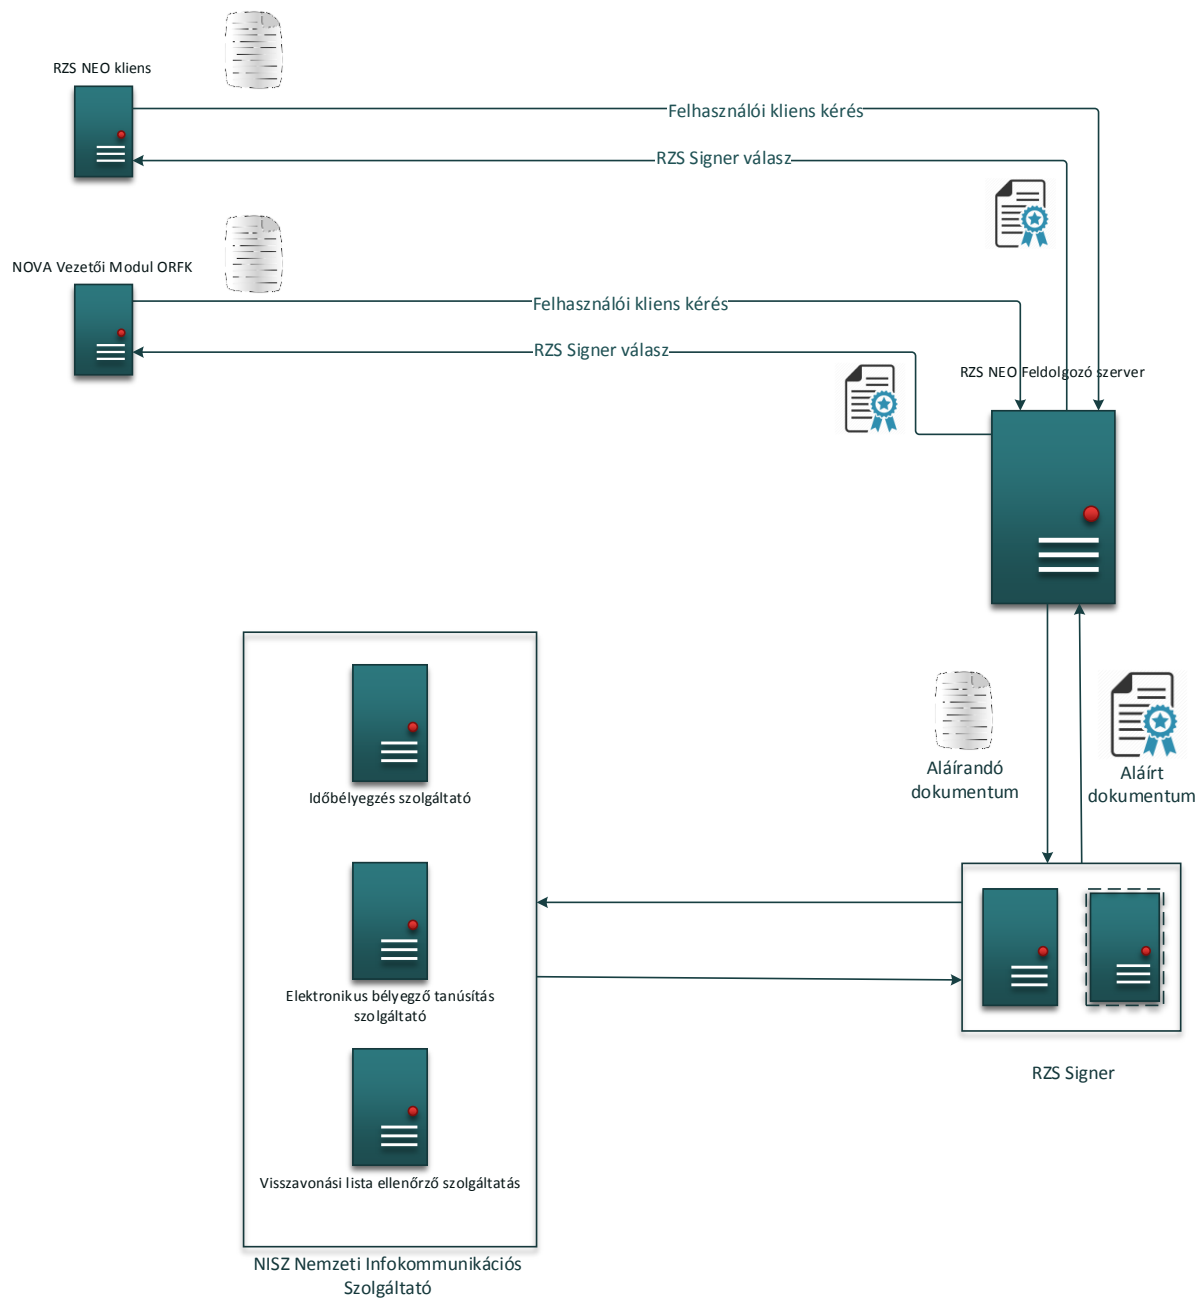 RZS NEO kliens
Felhasználói kliens kérés
RZS Signer válasz
NOVA Vezetői Modul ORFK
Felhasználói kliens kérés
RZS Signer válasz
RZS NEO Feldolgozó szerver
Aláírandó
dokumentum
Aláírt
dokumentum
Időbélyegzés szolgáltató
Elektronikus bélyegző tanúsítás
szolgáltató
RZS Signer
Visszavonási lista ellenőrző szolgáltatás
NISZ Nemzeti Infokommunikációs
Szolgáltató